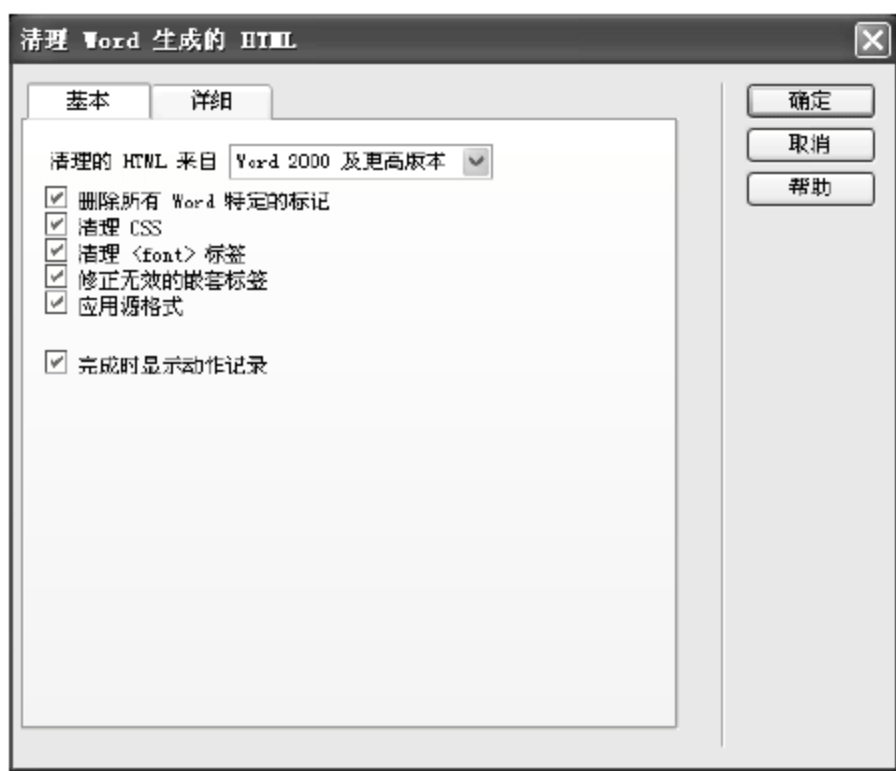 清理 Word 生成的 HTML
基本
详细
确定
取消
帮助
清理的 HTML 来自 Word 2000 及更高版本
删除所有 Word 特定的标记
清理 CSS
清理 <font> 标签
修正无效的嵌套标签
应用源格式
完成时显示动作记录